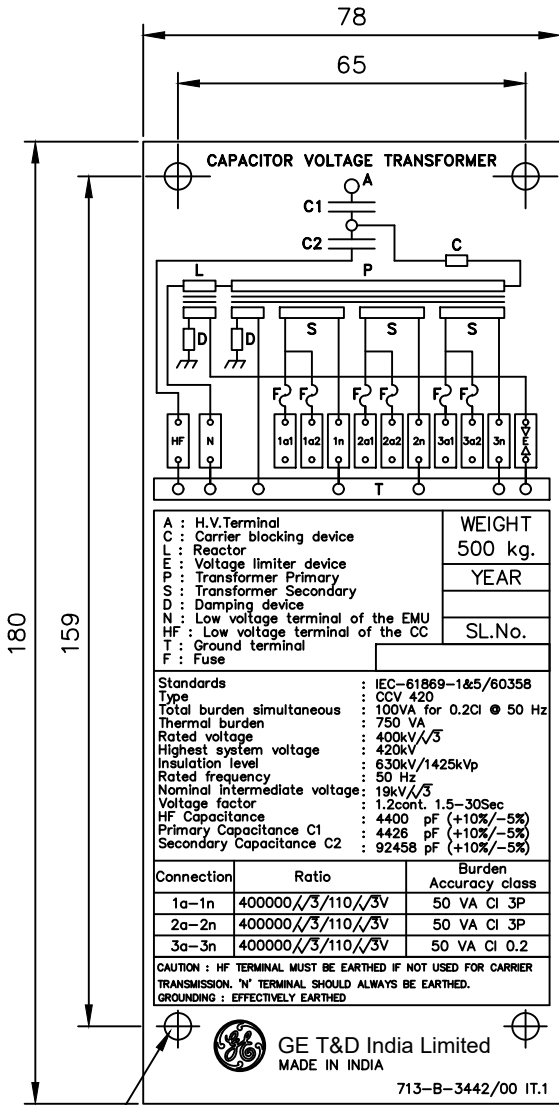 78
65
180
159
CAPACITOR VOLTAGE TRANSFORMER
A
C1
C2
C
L
P
D
D
S
S
S
F
F
F
F
F
F
HF
N
1a1
1a2
1n
2a1
2a2
2n
3a1
3a2
3n
E
T
A : H.V.Terminal
C : Carrier blocking device
L : Reactor
E : Voltage limiter device
P : Transformer Primary
S : Transformer Secondary
D : Damping device
N : Low voltage terminal of the EMU
HF : Low voltage terminal of the CC
T : Ground terminal
F : Fuse
WEIGHT
500 kg.
YEAR
SL.No.
Standards : IEC-61869-1&5/60358
Type : CCV 420
Total burden simultaneous : 100VA for 0.2Cl @ 50 Hz
Thermal burden : 750 VA
Rated voltage : 400kV/√3
Highest system voltage : 420kV
Insulation level : 630kV/1425kVp
Rated frequency : 50 Hz
Nominal intermediate voltage: 19kV/√3
Voltage factor : 1.2cont. 1.5-30Sec
HF Capacitance : 4400 pF (+10%/-5%)
Primary Capacitance C1 : 4426 pF (+10%/-5%)
Secondary Capacitance C2 : 92458 pF (+10%/-5%)
Connection Ratio Burden Accuracy class
1a-1n 400000/√3/110/√3V 50 VA Cl 3P
2a-2n 400000/√3/110/√3V 50 VA Cl 3P
3a-3n 400000/√3/110/√3V 50 VA Cl 0.2
CAUTION : HF TERMINAL MUST BE EARTHED IF NOT USED FOR CARRIER
TRANSMISSION. 'N' TERMINAL SHOULD ALWAYS BE EARTHED.
GROUNDING : EFFECTIVELY EARTHED
GE
GE T&D India Limited
MADE IN INDIA
713-B-3442/00 IT.1